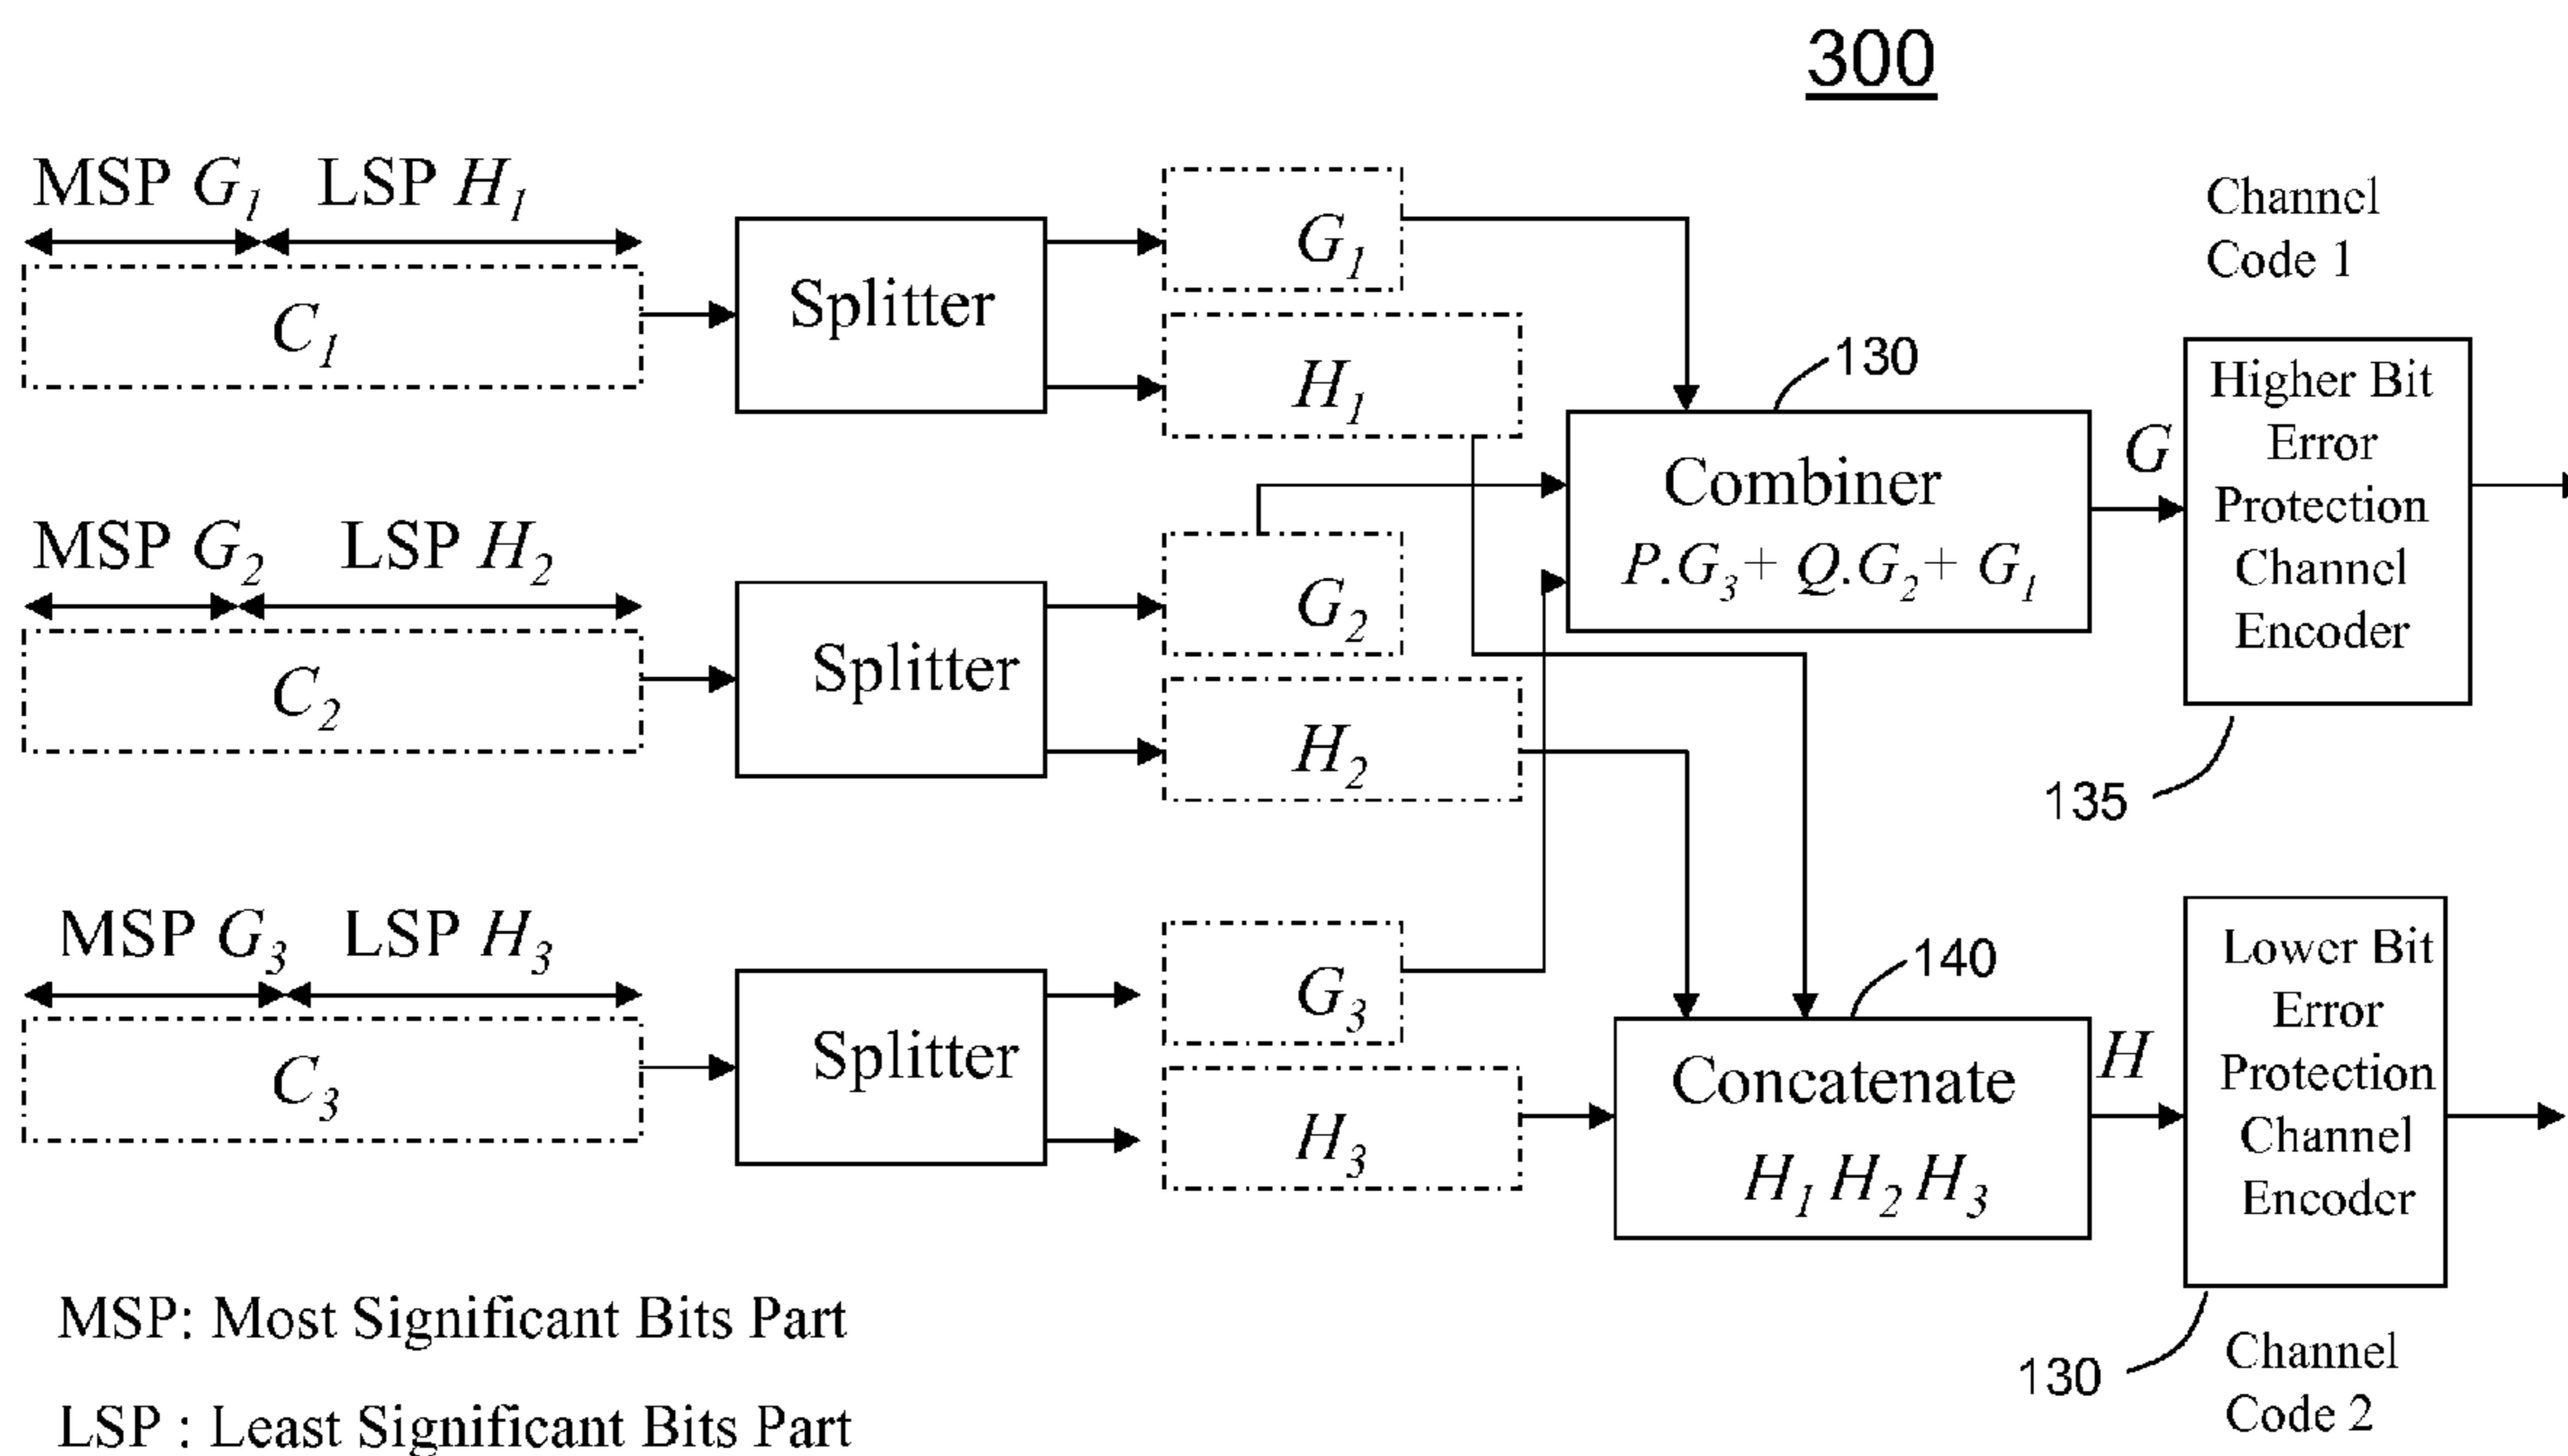 300
MSP G1 LSP H1
C1
Splitter
G1
H1
Channel
Code 1
130
Combiner
P.G3+ Q.G2+ G1
G
Higher Bit
Error
Protection
Channel
Encoder
135
MSP G2 LSP H2
C2
Splitter
G2
H2
MSP G3 LSP H3
C3
Splitter
G3
H3
140
Concatenate
H1 H2 H3
H
Lower Bit
Error
Protection
Channel
Encoder
130
Channel
Code 2
MSP: Most Significant Bits Part
LSP : Least Significant Bits Part